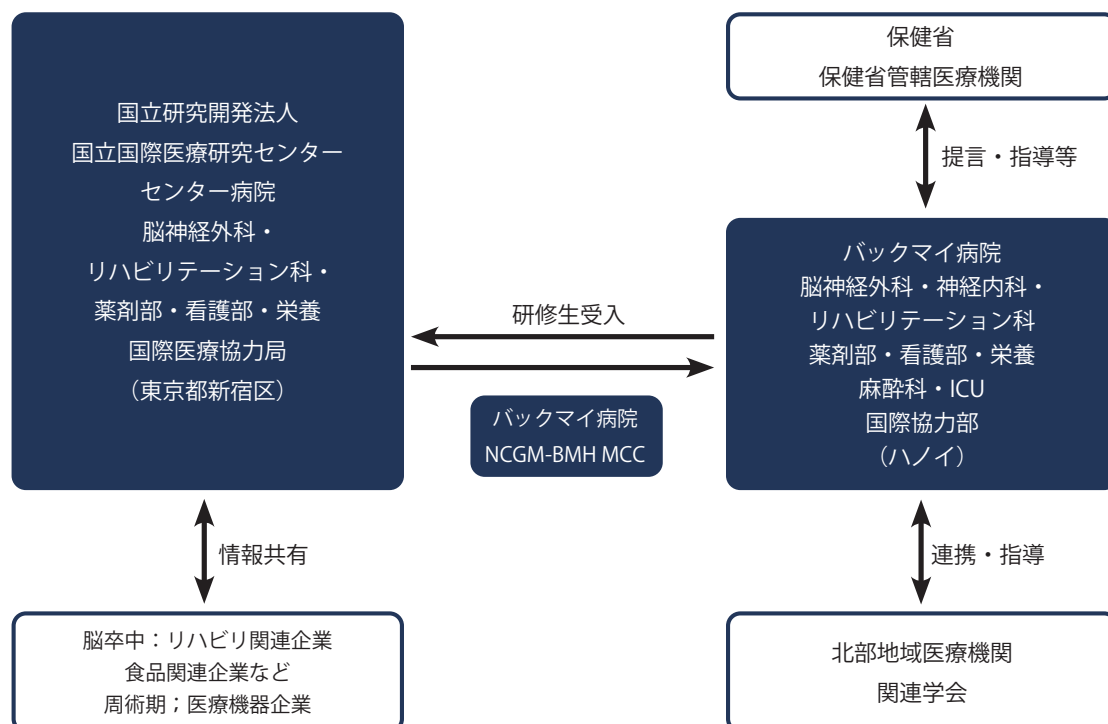 国立研究開発法人
国立国際医療研究センター
センター病院
脳神経外科・
リハビリテーション科・
薬剤部・看護部・栄養
国際医療協力局
（東京都新宿区）
保健省
保健省管轄医療機関
提言・指導等
研修生受入
バックマイ病院
NCGM-BMH MCC
バックマイ病院
脳神経外科・神経内科・
リハビリテーション科
薬剤部・看護部・栄養
麻酔科・ICU
国際協力部
（ハノイ）
情報共有
連携・指導
脳卒中：リハビリ関連企業
食品関連企業など
周術期；医療機器企業
北部地域医療機関
関連学会